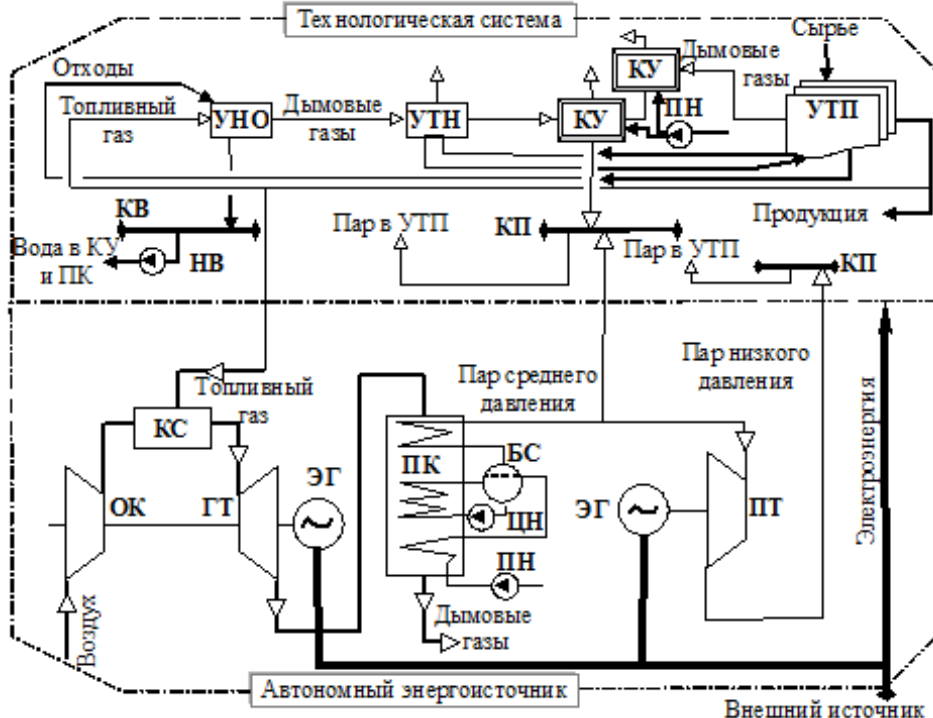 Технологическая система
Сырье
Отходы
Дымовые
газы
КУ
Топливный
газ
УНО
Дымовые
газы
УТН
КУ
ПН
УТП
КВ
Пар в УТП
КП
Пар в УТП
Продукция
КП
Вода в КУ
и ПК
НВ
Топливный
газ
Пар среднего
давления
Пар низкого
давления
Электроэнергия
КС
ОК
ГТ
ЭГ
ПК
БС
ЦН
ПН
ЭГ
ПТ
Воздух
Дымовые
газы
Автономный энергоисточник
Внешний источник